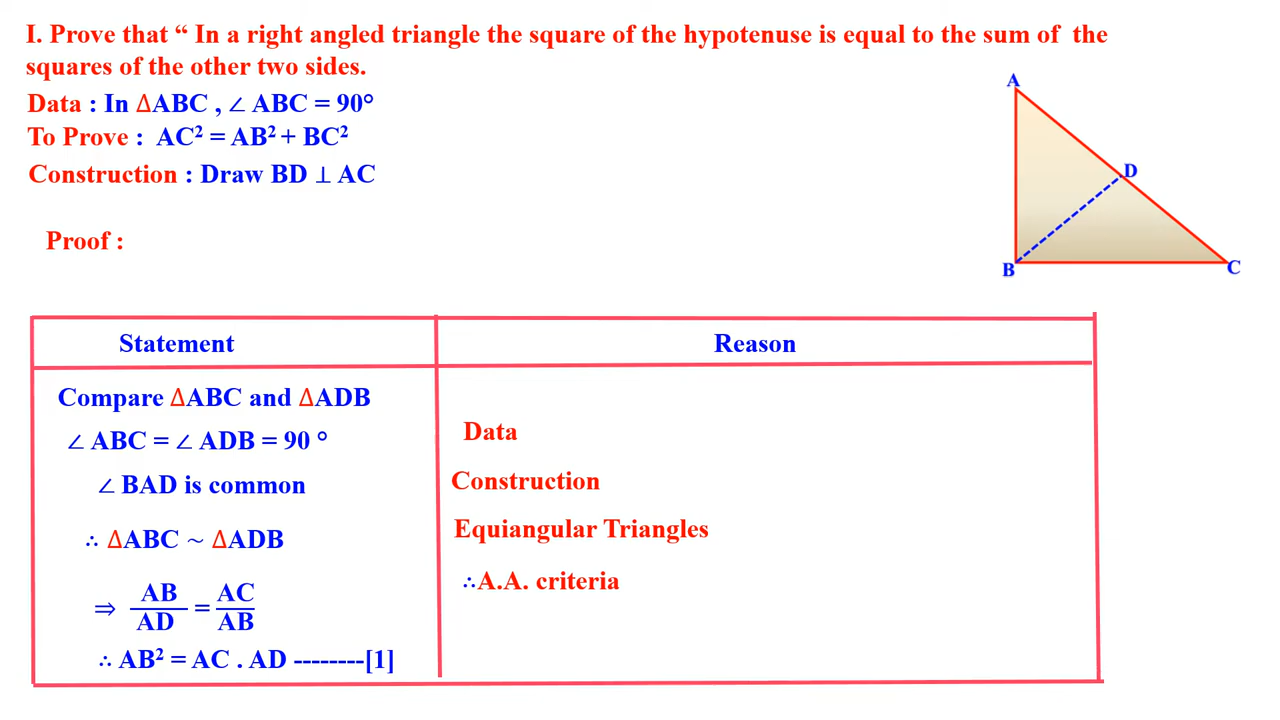 I. Prove that “ In a right angled triangle the square of the hypotenuse is equal to the sum of the
squares of the other two sides.
Data : In ΔABC , ∠ ABC = 90°
To Prove : AC² = AB² + BC²
Construction : Draw BD ⊥ AC
Proof :
A
D
B
C
Statement
Reason
Compare ΔABC and ΔADB
∠ ABC = ∠ ADB = 90 °
Data
∠ BAD is common
Construction
∴ ΔABC ~ ΔADB
Equiangular Triangles
⇒ AB/AD = AC/AB
∴A.A. criteria
∴ AB² = AC . AD --------[1]